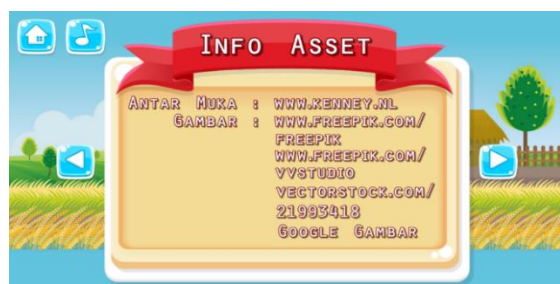 Info Asset
Antar Muka : www.kenney.nl
Gambar : www.freepik.com/
freepik
www.freepik.com/
vvstudio
vectorstock.com/
21993418
Google Gambar